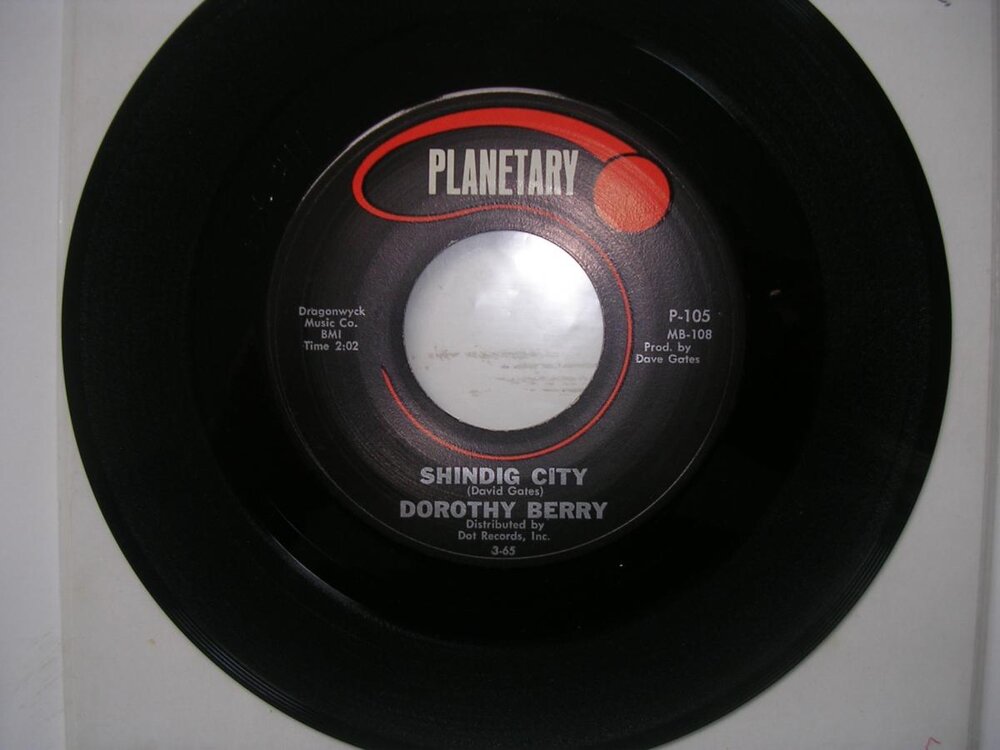 PLANETARY
Dragonwyck
Music Co.
BMI
Time 2:02
P-105
MB-108
Prod. by
Dave Gates
SHINDIG CITY
(David Gates)
DOROTHY BERRY
Distributed by
Dot Records, Inc.
3-65